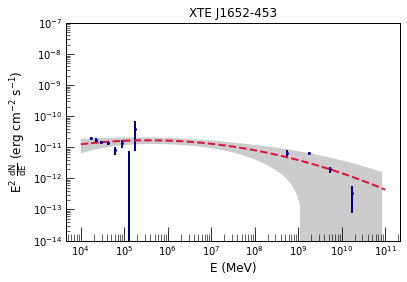 XTE J1652-453
E² dN/dE (erg cm⁻² s⁻¹)
10⁻⁷
10⁻⁸
10⁻⁹
10⁻¹⁰
10⁻¹¹
10⁻¹²
10⁻¹³
10⁻¹⁴
10⁴ 10⁵ 10⁶ 10⁷ 10⁸ 10⁹ 10¹⁰ 10¹¹
E (MeV)